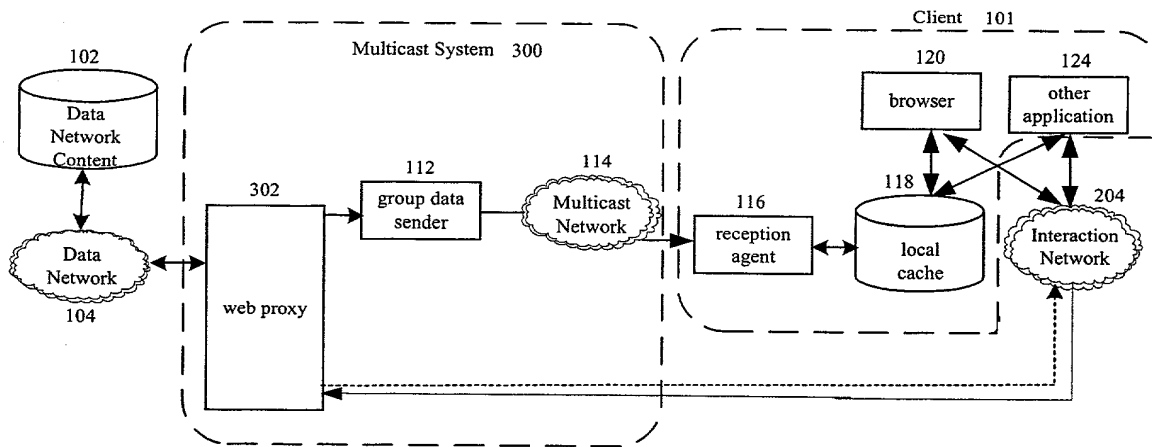 Client 101
Multicast System 300
102
Data
Network
Content
120
browser
124
other
application
302
web proxy
112
group data
sender
114
Multicast
Network
116
reception
agent
118
local
cache
204
Interaction
Network
Data
Network
104